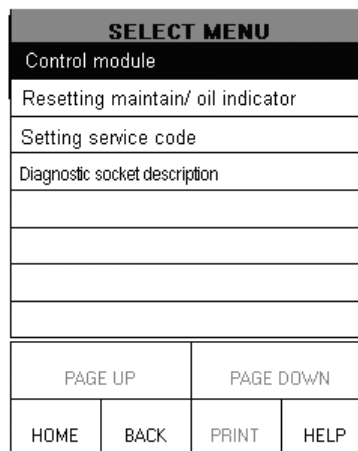 SELECT MENU
Control module
Resetting maintain/ oil indicator
Setting service code
Diagnostic socket description
PAGE UP PAGE DOWN
HOME BACK PRINT HELP